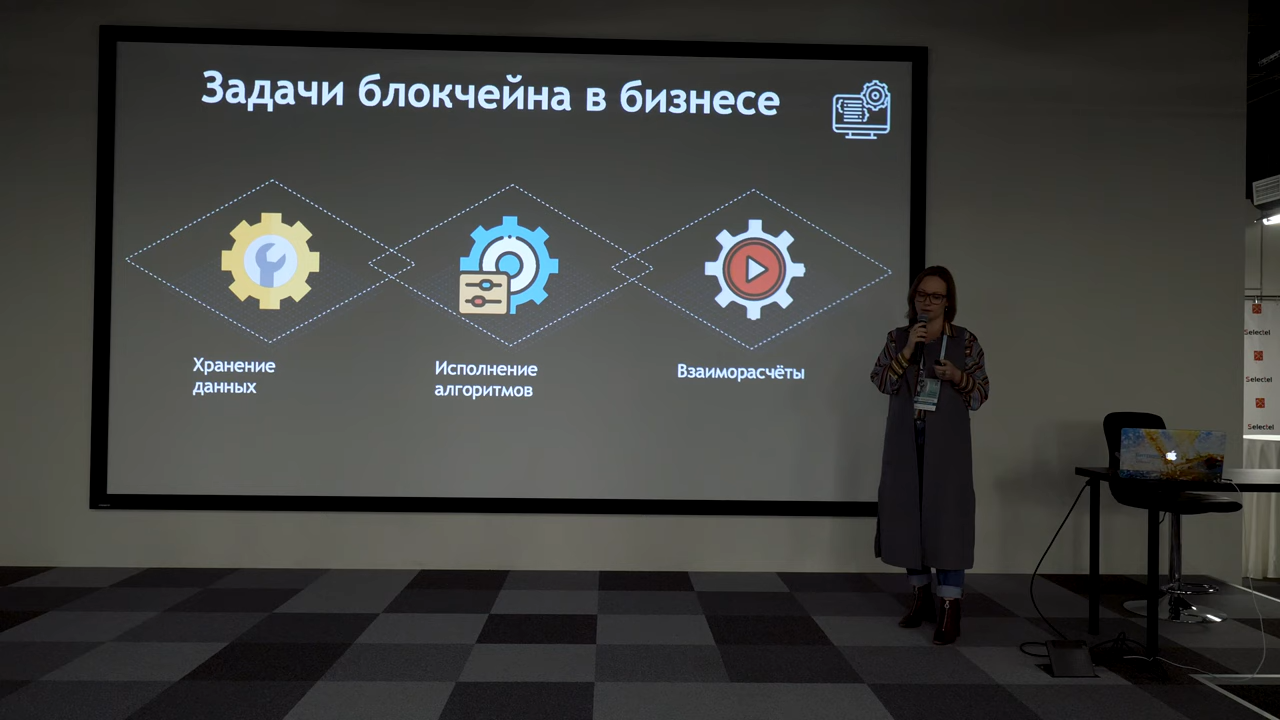 Задачи блокчейна в бизнесе
Хранение
данных
Исполнение
алгоритмов
Взаиморасчёты
Selectel
Selectel
Selectel